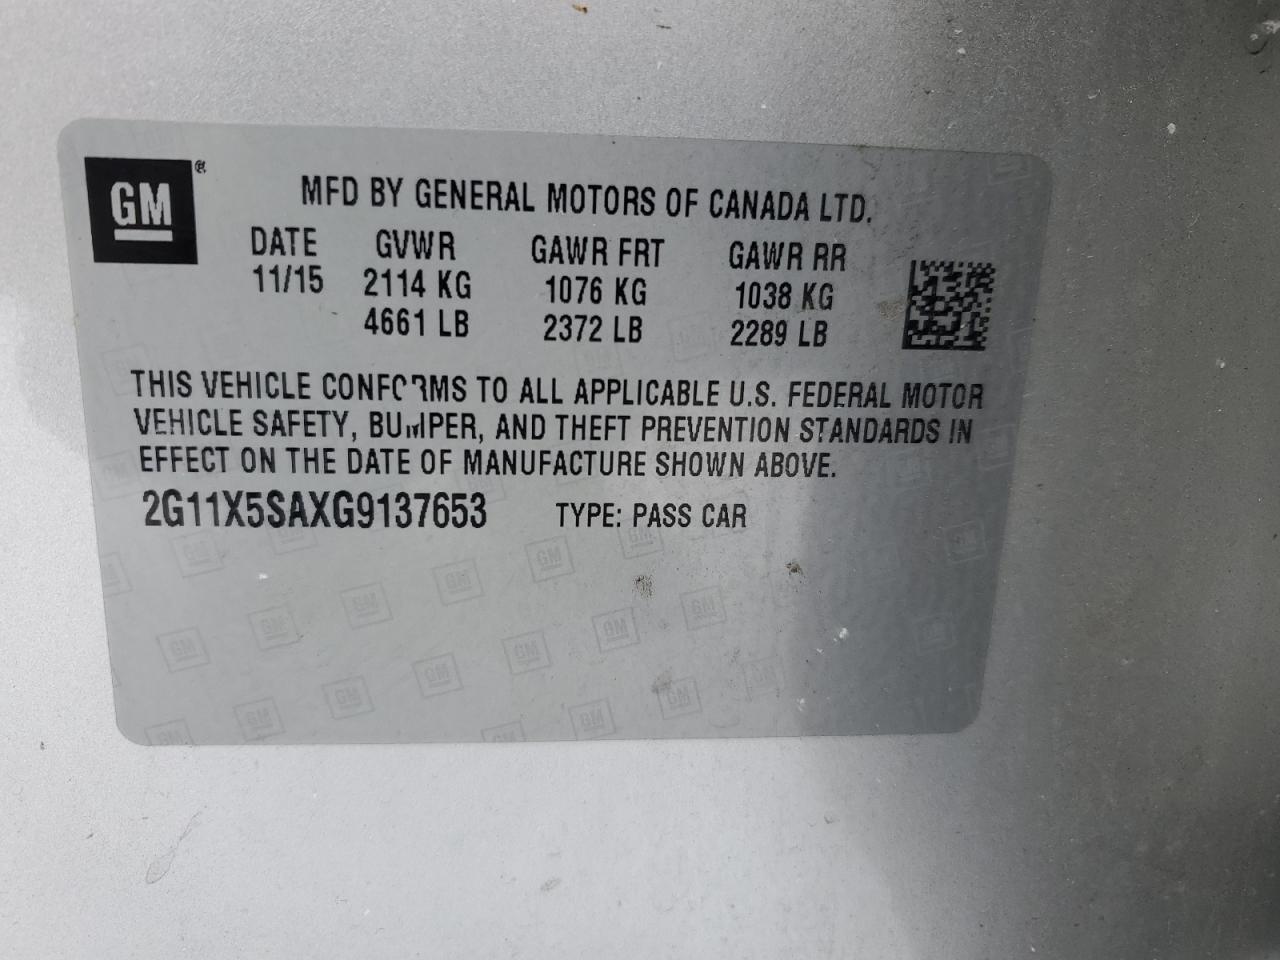 GM ®
MFD BY GENERAL MOTORS OF CANADA LTD.
DATE GVWR GAWR FRT GAWR RR
11/15 2114 KG 1076 KG 1038 KG
4661 LB 2372 LB 2289 LB
THIS VEHICLE CONFORMS TO ALL APPLICABLE U.S. FEDERAL MOTOR
VEHICLE SAFETY, BUMPER, AND THEFT PREVENTION STANDARDS IN
EFFECT ON THE DATE OF MANUFACTURE SHOWN ABOVE.
2G11X5SAXG9137653 TYPE: PASS CAR